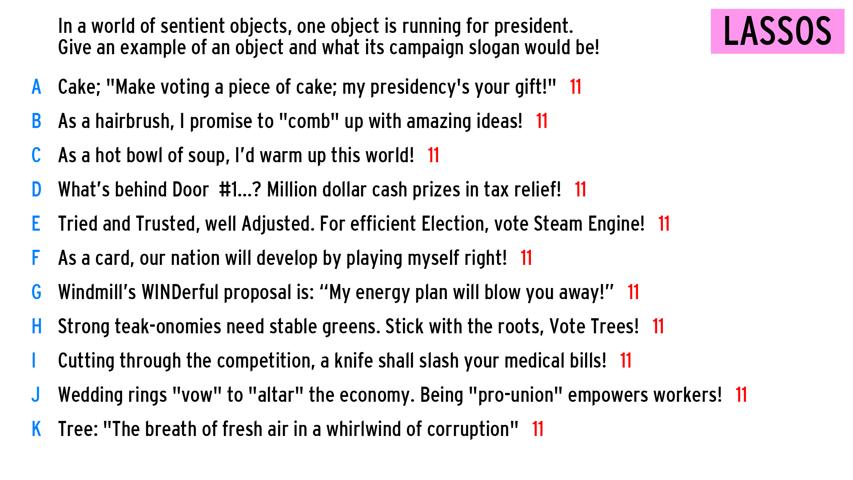 In a world of sentient objects, one object is running for president.
Give an example of an object and what its campaign slogan would be!
LASSOS
A Cake; "Make voting a piece of cake; my presidency's your gift!" 11
B As a hairbrush, I promise to "comb" up with amazing ideas! 11
C As a hot bowl of soup, I’d warm up this world! 11
D What’s behind Door  #1...? Million dollar cash prizes in tax relief! 11
E Tried and Trusted, well Adjusted. For efficient Election, vote Steam Engine! 11
F As a card, our nation will develop by playing myself right! 11
G Windmill’s WINDerful proposal is: “My energy plan will blow you away!” 11
H Strong teak-onomies need stable greens. Stick with the roots, Vote Trees! 11
I Cutting through the competition, a knife shall slash your medical bills! 11
J Wedding rings "vow" to "altar" the economy. Being "pro-union" empowers workers! 11
K Tree: "The breath of fresh air in a whirlwind of corruption" 11